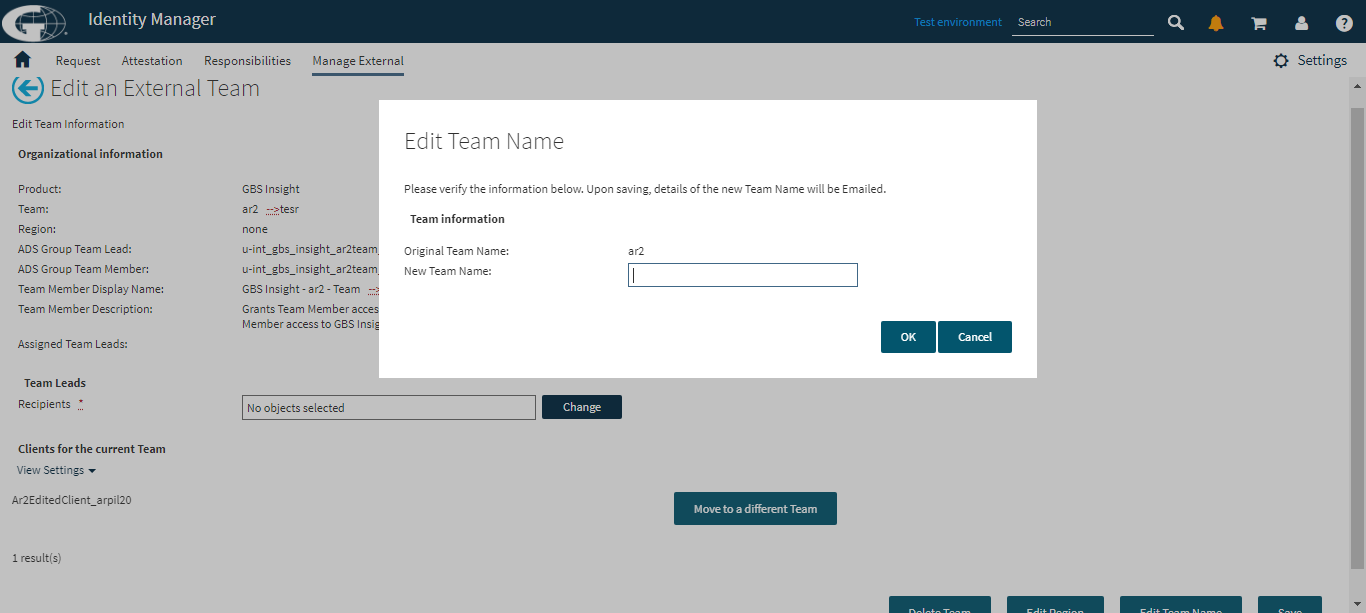 Identity Manager
Test environment
Search
Request Attestation Responsibilities Manage External
Settings
Edit an External Team
Edit Team Information
Organizational information
Product: GBS Insight
Team: ar2 -->tesr
Region: none
ADS Group Team Lead: u-int_gbs_insight_ar2team_
ADS Group Team Member: u-int_gbs_insight_ar2team_
Team Member Display Name: GBS Insight - ar2 - Team -->
Team Member Description: Grants Team Member acces
Member access to GBS Insig
Assigned Team Leads:
Team Leads
Recipients *
No objects selected
Change
Clients for the current Team
View Settings
Ar2EditedClient_arpil20
Move to a different Team
1 result(s)
Delete Team Edit Region Edit Team Name Save
Edit Team Name
Please verify the information below. Upon saving, details of the new Team Name will be Emailed.
Team information
Original Team Name: ar2
New Team Name:
OK Cancel